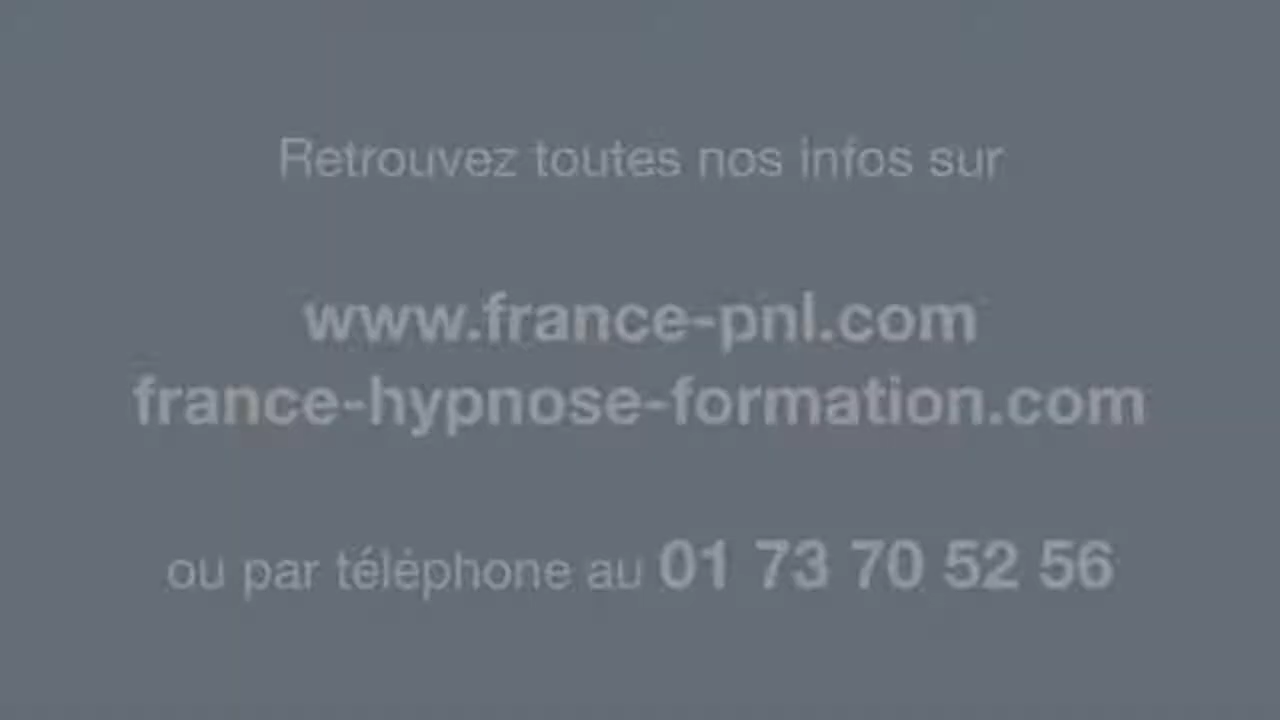 Retrouvez toutes nos infos sur
www.france-pnl.com
france-hypnose-formation.com
ou par téléphone au 01 73 70 52 56